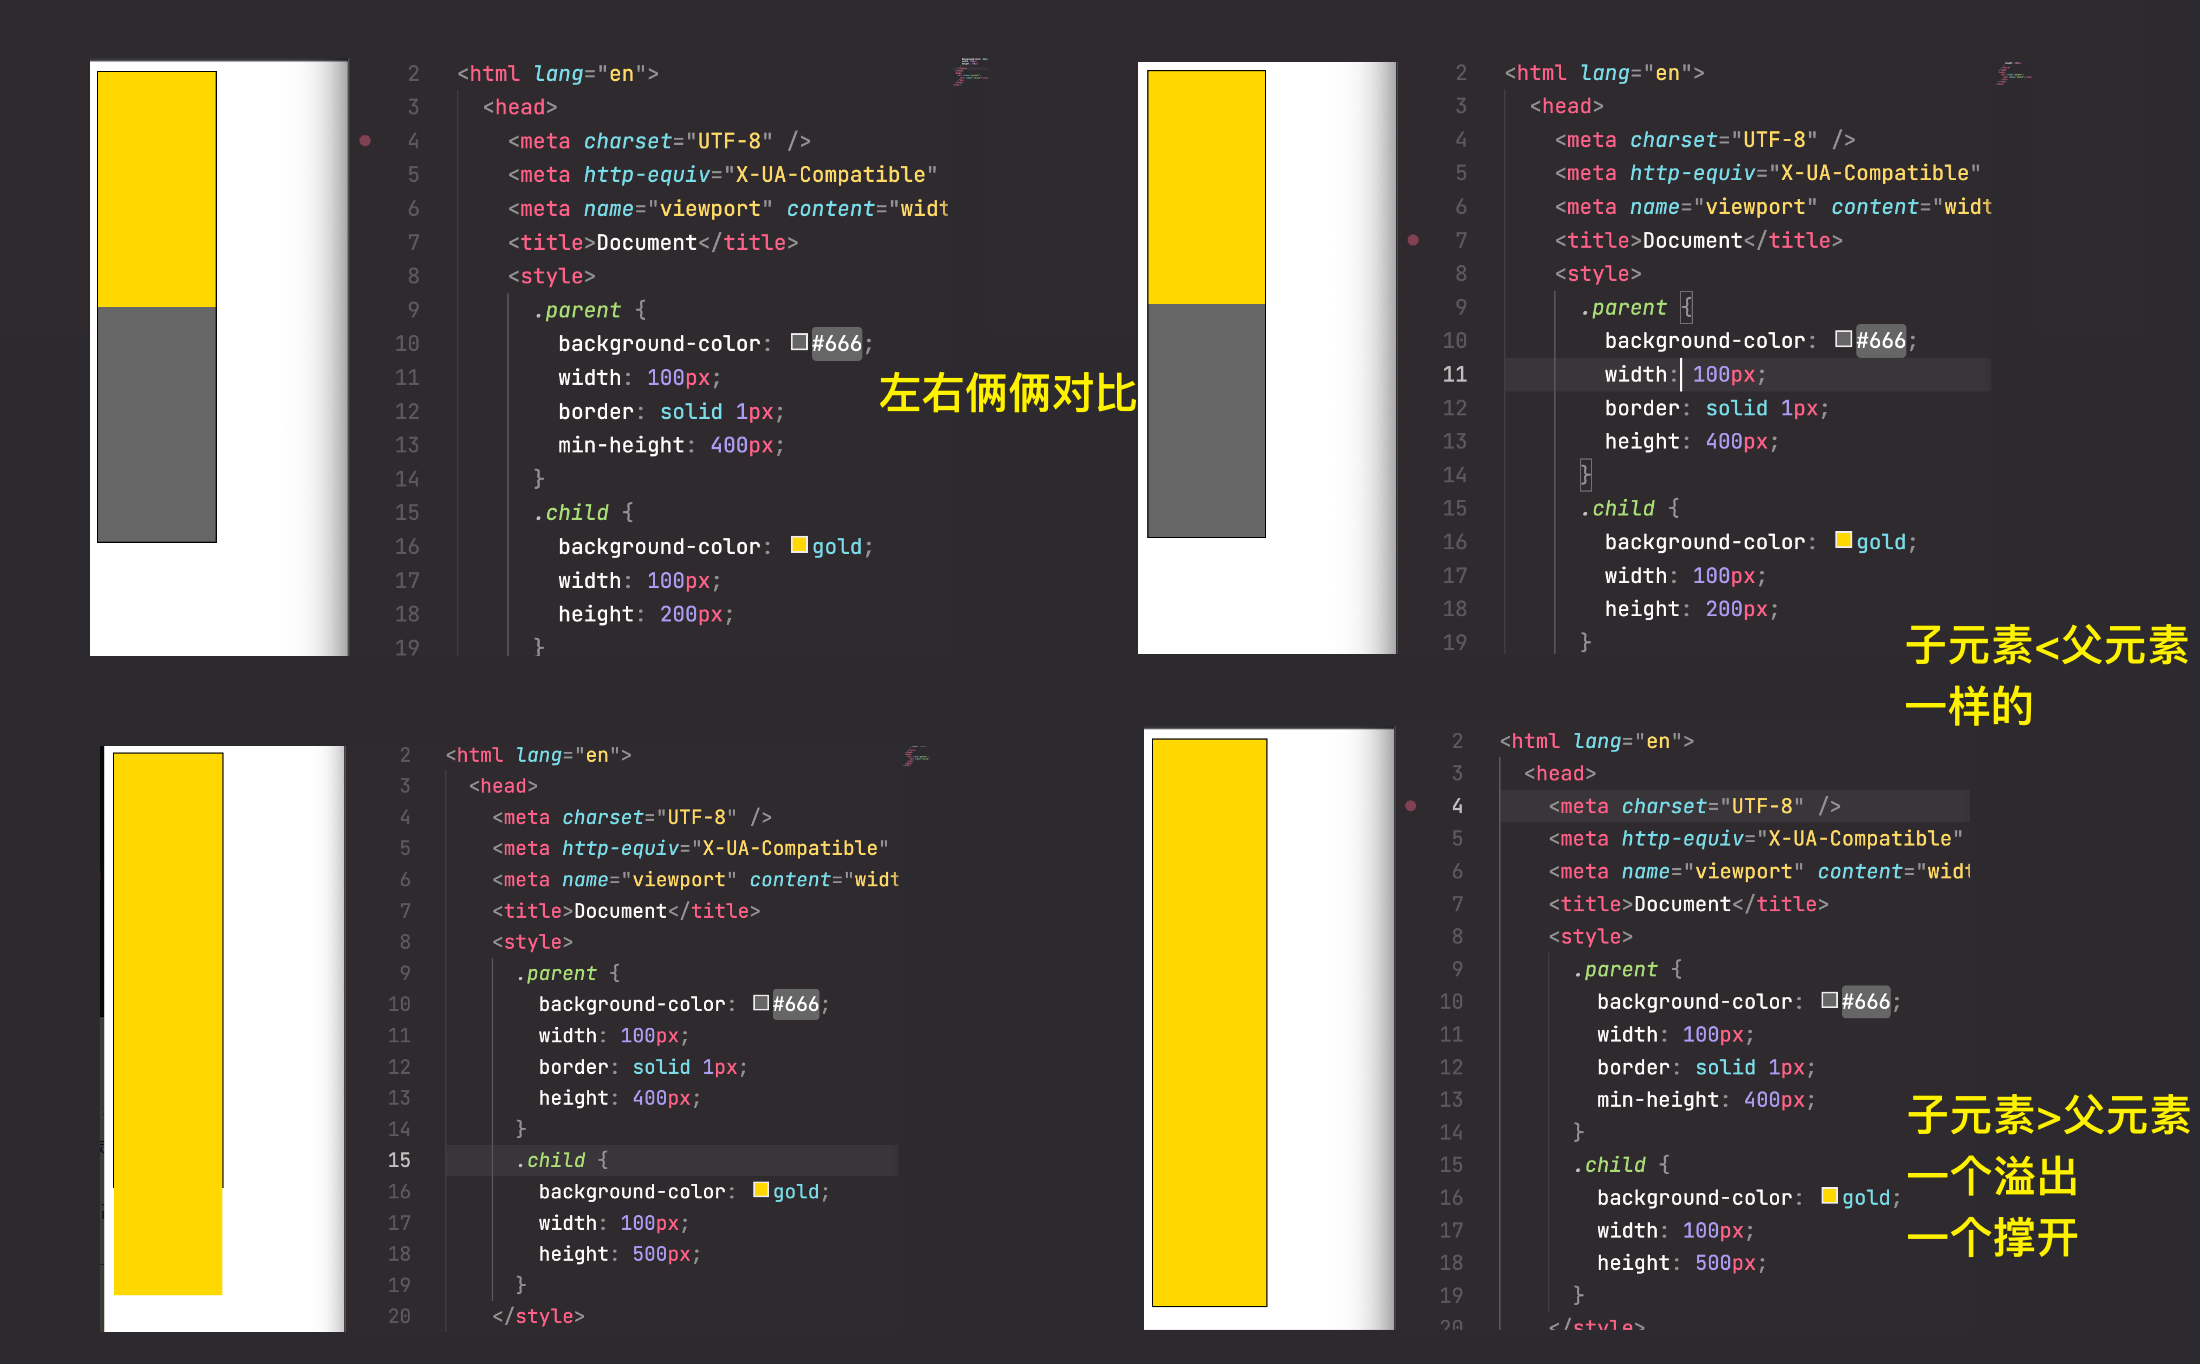 2 <html lang="en">
3 <head>
4 <meta charset="UTF-8" />
5 <meta http-equiv="X-UA-Compatible"
6 <meta name="viewport" content="widt
7 <title>Document</title>
8 <style>
9 .parent {
10 background-color: #666;
11 width: 100px;
12 border: solid 1px;
13 min-height: 400px;
14 }
15 .child {
16 background-color: gold;
17 width: 100px;
18 height: 200px;
19 }
左右俩俩对比
2 <html lang="en">
3 <head>
4 <meta charset="UTF-8" />
5 <meta http-equiv="X-UA-Compatible"
6 <meta name="viewport" content="widt
7 <title>Document</title>
8 <style>
9 .parent {
10 background-color: #666;
11 width: 100px;
12 border: solid 1px;
13 height: 400px;
14 }
15 .child {
16 background-color: gold;
17 width: 100px;
18 height: 200px;
19 }
子元素<父元素
一样的
2 <html lang="en">
3 <head>
4 <meta charset="UTF-8" />
5 <meta http-equiv="X-UA-Compatible"
6 <meta name="viewport" content="widt
7 <title>Document</title>
8 <style>
9 .parent {
10 background-color: #666;
11 width: 100px;
12 border: solid 1px;
13 height: 400px;
14 }
15 .child {
16 background-color: gold;
17 width: 100px;
18 height: 500px;
19 }
20 </style>
2 <html lang="en">
3 <head>
4 <meta charset="UTF-8" />
5 <meta http-equiv="X-UA-Compatible"
6 <meta name="viewport" content="widt
7 <title>Document</title>
8 <style>
9 .parent {
10 background-color: #666;
11 width: 100px;
12 border: solid 1px;
13 min-height: 400px;
14 }
15 .child {
16 background-color: gold;
17 width: 100px;
18 height: 500px;
19 }
20 </style>
子元素>父元素
一个溢出
一个撑开